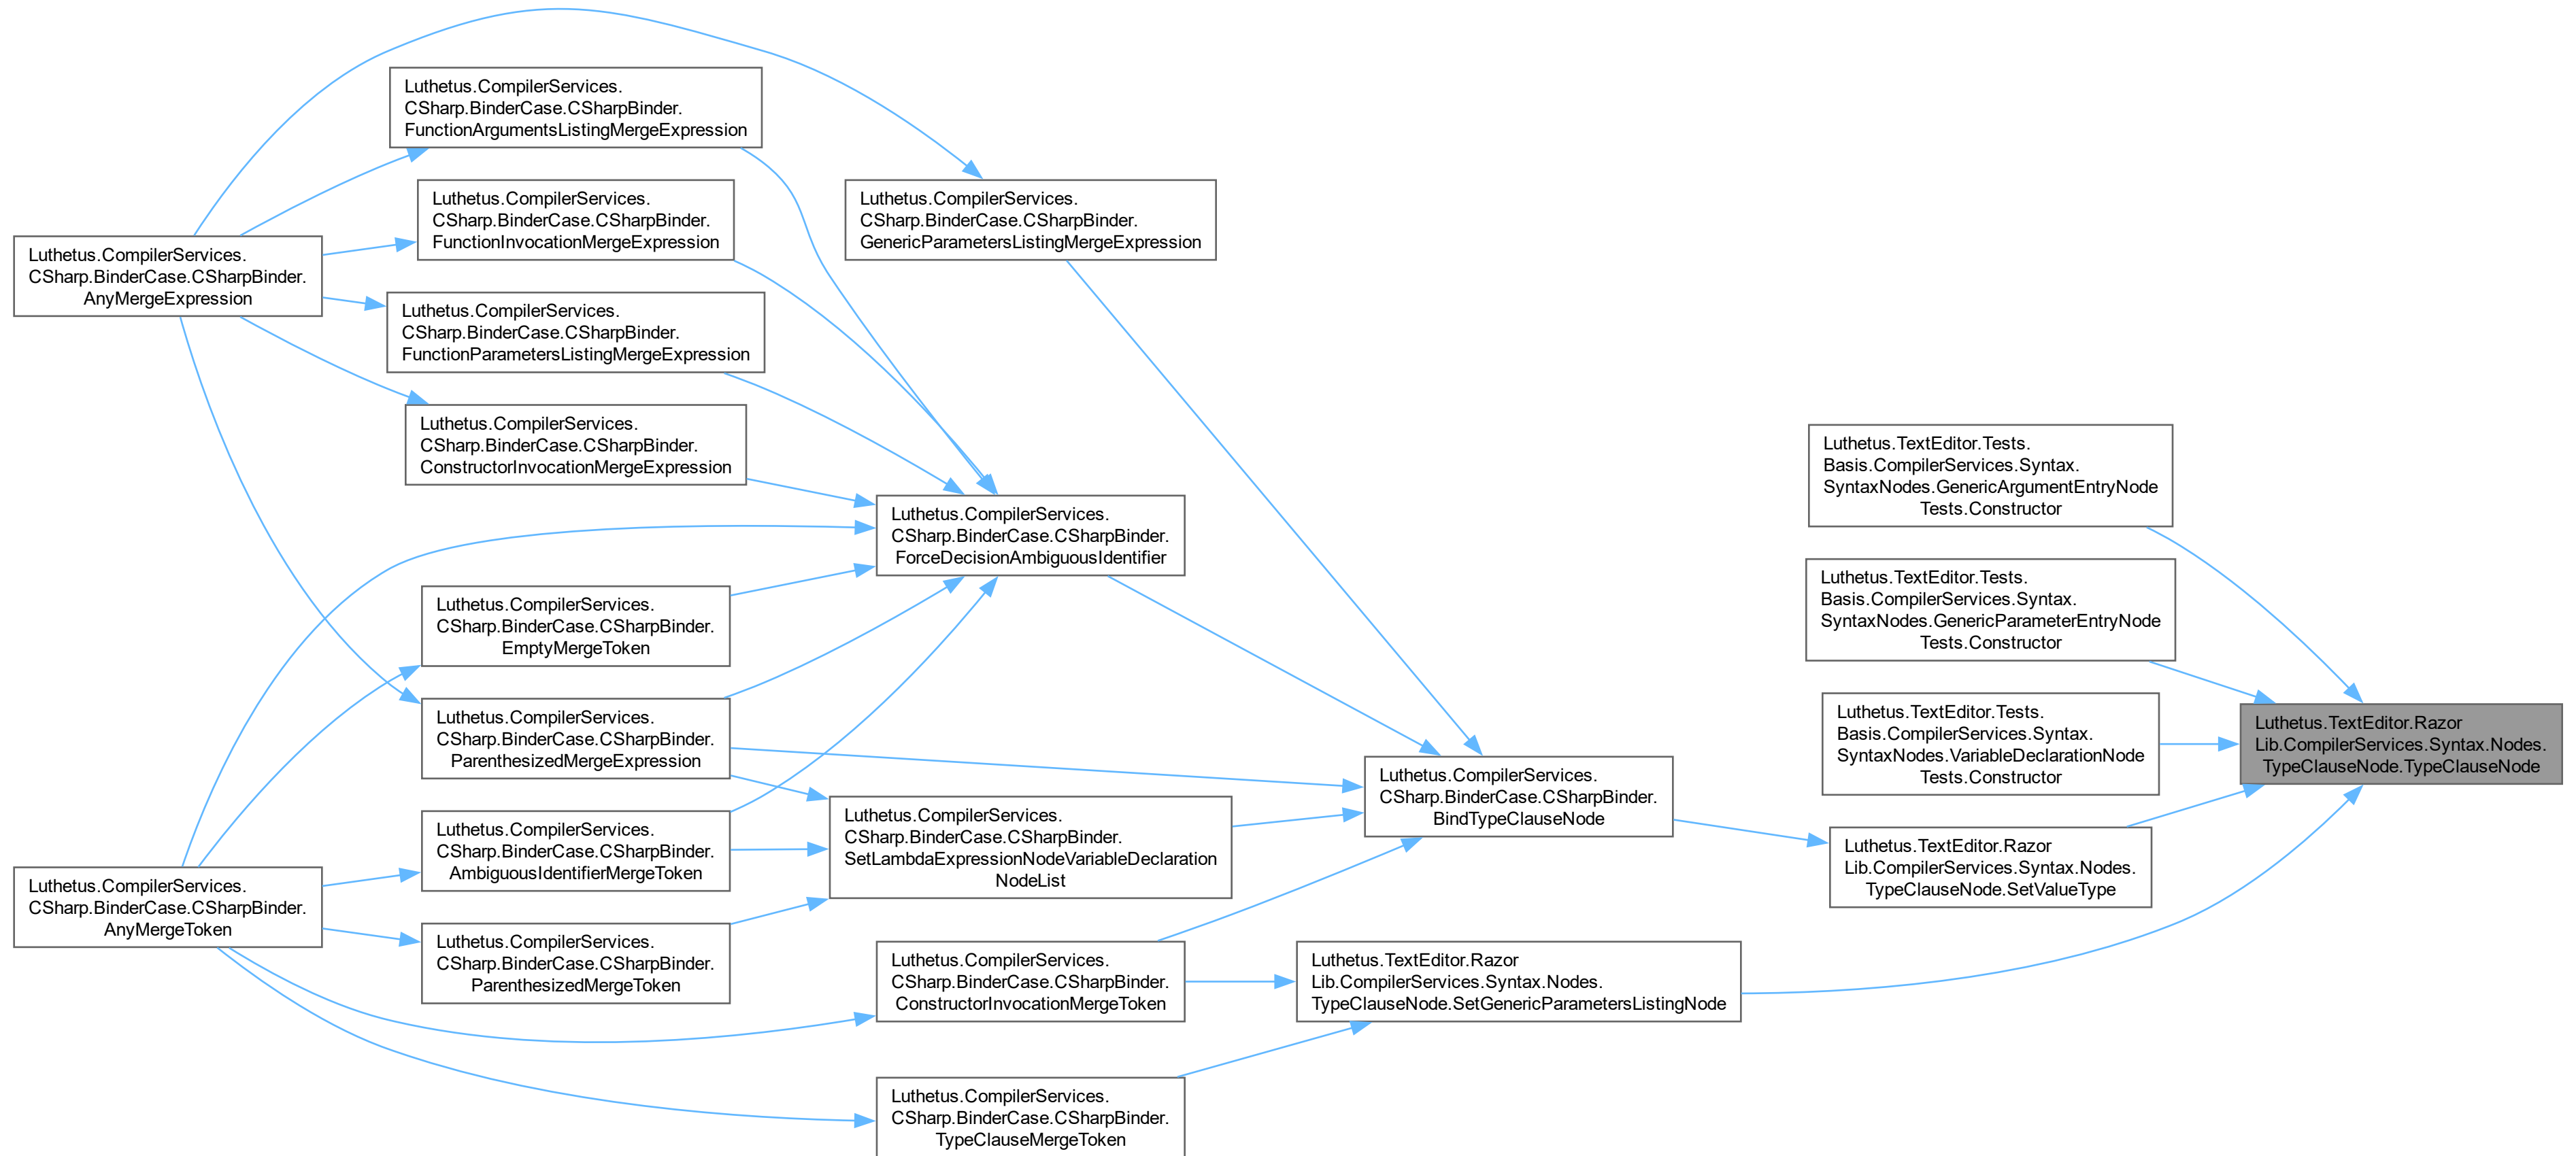 Luthetus.CompilerServices.
CSharp.BinderCase.CSharpBinder.
FunctionArgumentsListingMergeExpression
Luthetus.CompilerServices.
CSharp.BinderCase.CSharpBinder.
FunctionInvocationMergeExpression
Luthetus.CompilerServices.
CSharp.BinderCase.CSharpBinder.
GenericParametersListingMergeExpression
Luthetus.CompilerServices.
CSharp.BinderCase.CSharpBinder.
AnyMergeExpression
Luthetus.CompilerServices.
CSharp.BinderCase.CSharpBinder.
FunctionParametersListingMergeExpression
Luthetus.CompilerServices.
CSharp.BinderCase.CSharpBinder.
ConstructorInvocationMergeExpression
Luthetus.TextEditor.Tests.
Basis.CompilerServices.Syntax.
SyntaxNodes.GenericArgumentEntryNode
Tests.Constructor
Luthetus.CompilerServices.
CSharp.BinderCase.CSharpBinder.
ForceDecisionAmbiguousIdentifier
Luthetus.TextEditor.Tests.
Basis.CompilerServices.Syntax.
SyntaxNodes.GenericParameterEntryNode
Tests.Constructor
Luthetus.CompilerServices.
CSharp.BinderCase.CSharpBinder.
EmptyMergeToken
Luthetus.TextEditor.Tests.
Basis.CompilerServices.Syntax.
SyntaxNodes.VariableDeclarationNode
Tests.Constructor
Luthetus.CompilerServices.
CSharp.BinderCase.CSharpBinder.
ParenthesizedMergeExpression
Luthetus.TextEditor.Razor
Lib.CompilerServices.Syntax.Nodes.
TypeClauseNode.TypeClauseNode
Luthetus.CompilerServices.
CSharp.BinderCase.CSharpBinder.
BindTypeClauseNode
Luthetus.CompilerServices.
CSharp.BinderCase.CSharpBinder.
SetLambdaExpressionNodeVariableDeclaration
NodeList
Luthetus.CompilerServices.
CSharp.BinderCase.CSharpBinder.
AmbiguousIdentifierMergeToken
Luthetus.TextEditor.Razor
Lib.CompilerServices.Syntax.Nodes.
TypeClauseNode.SetValueType
Luthetus.CompilerServices.
CSharp.BinderCase.CSharpBinder.
AnyMergeToken
Luthetus.CompilerServices.
CSharp.BinderCase.CSharpBinder.
ParenthesizedMergeToken
Luthetus.CompilerServices.
CSharp.BinderCase.CSharpBinder.
ConstructorInvocationMergeToken
Luthetus.TextEditor.Razor
Lib.CompilerServices.Syntax.Nodes.
TypeClauseNode.SetGenericParametersListingNode
Luthetus.CompilerServices.
CSharp.BinderCase.CSharpBinder.
TypeClauseMergeToken